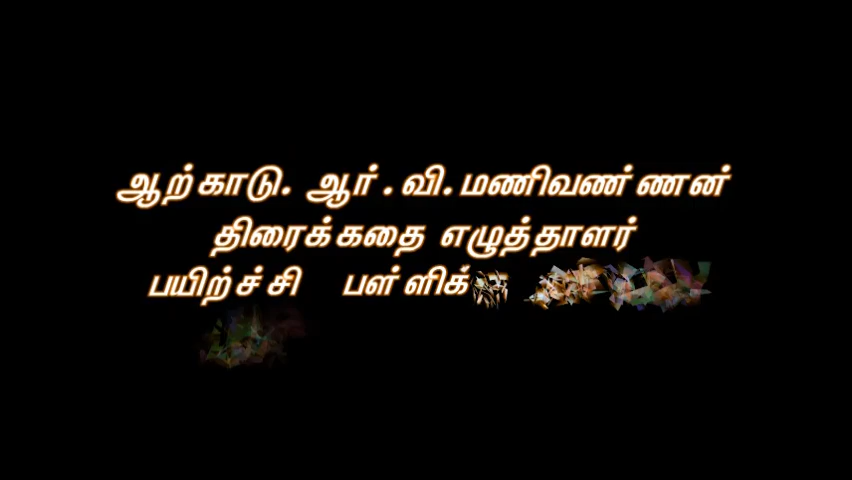 ஆற்காடு. ஆர்.வி.மணிவண்ணன்
திரைக்கதை எழுத்தாளர்
பயிற்ச்சி பள்ளிக்